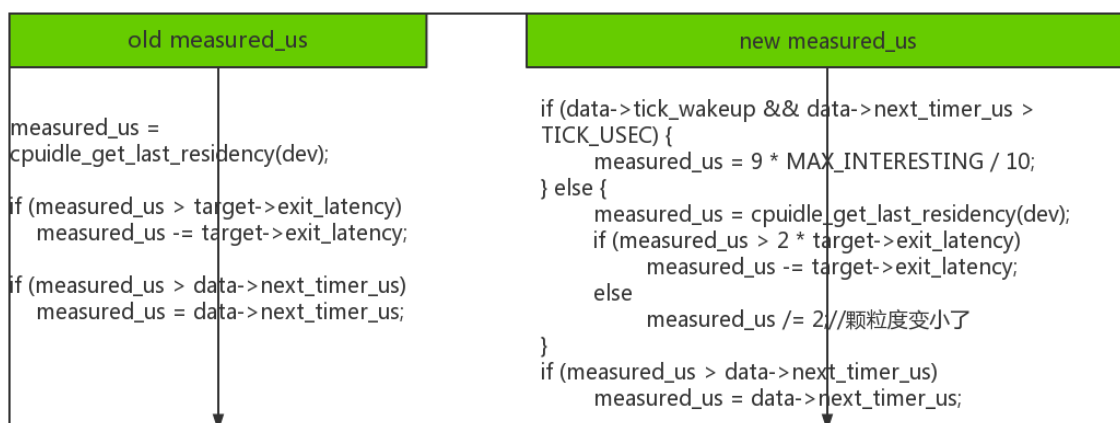 old measured_us
measured_us =
cpuidle_get_last_residency(dev);
if (measured_us > target->exit_latency)
measured_us -= target->exit_latency;
if (measured_us > data->next_timer_us)
measured_us = data->next_timer_us;
new measured_us
if (data->tick_wakeup && data->next_timer_us >
TICK_USEC) {
measured_us = 9 * MAX_INTERESTING / 10;
} else {
measured_us = cpuidle_get_last_residency(dev);
if (measured_us > 2 * target->exit_latency)
measured_us -= target->exit_latency;
else
measured_us /= 2;//颗粒度变小了
}
if (measured_us > data->next_timer_us)
measured_us = data->next_timer_us;